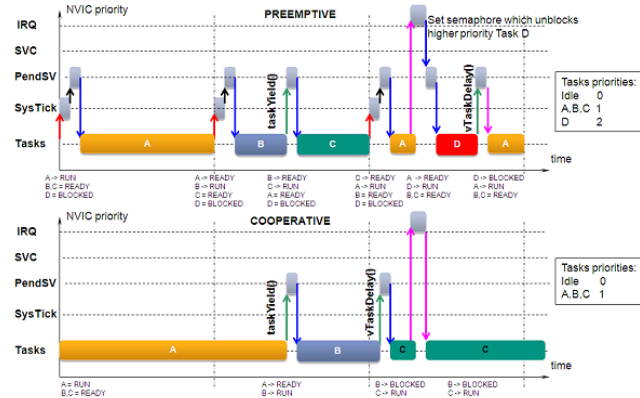 NVIC priority
PREEMPTIVE
IRQ
SVC
PendSV
SysTick
Tasks
Set semaphore which unblocks
higher priority Task D
taskYield()
vTaskDelay()
A
B
C
A
D
A
time
Tasks priorities:
Idle 0
A,B,C 1
D 2
A -> RUN
B,C = READY
D = BLOCKED
A -> READY
B -> RUN
C = READY
D = BLOCKED
B -> READY
C -> RUN
A = READY
D = BLOCKED
C -> READY
A -> RUN
B = READY
D = BLOCKED
A -> READY
D -> RUN
B,C = READY
D -> BLOCKED
A -> RUN
B,C = READY
NVIC priority
COOPERATIVE
IRQ
SVC
PendSV
SysTick
Tasks
taskYield()
vTaskDelay()
A
B
C
C
time
Tasks priorities:
Idle 0
A,B,C 1
A = RUN
B,C = READY
A -> READY
B -> RUN
B -> BLOCKED
C -> RUN
B -> BLOCKED
C -> RUN